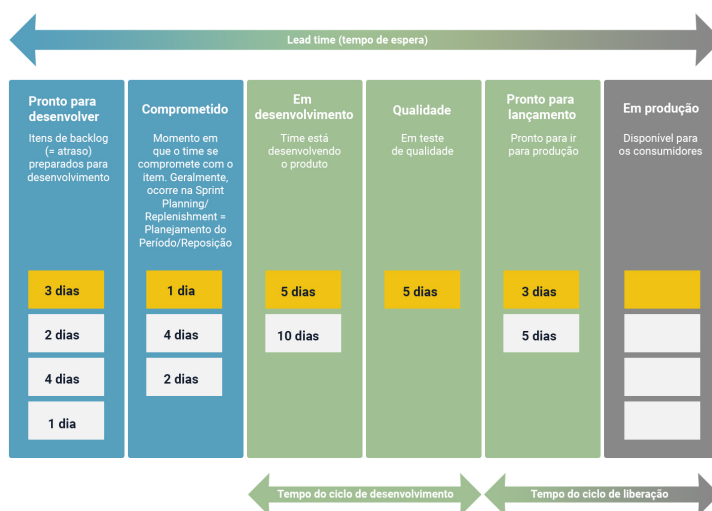 Lead time (tempo de espera)
Pronto para
desenvolver
Itens de backlog
(= atraso)
preparados para
desenvolvimento
3 dias
2 dias
4 dias
1 dia
Comprometido
Momento em
que o time se
compromete com o
item. Geralmente,
ocorre na Sprint
Planning/
Replenishment =
Planejamento do
Período/Reposição
1 dia
4 dias
2 dias
Em
desenvolvimento
Time está
desenvolvendo
o produto
5 dias
10 dias
Qualidade
Em teste
de qualidade
5 dias
Pronto para
lançamento
Pronto para ir
para produção
3 dias
5 dias
Em produção
Disponível para
os consumidores
Tempo do ciclo de desenvolvimento
Tempo do ciclo de liberação